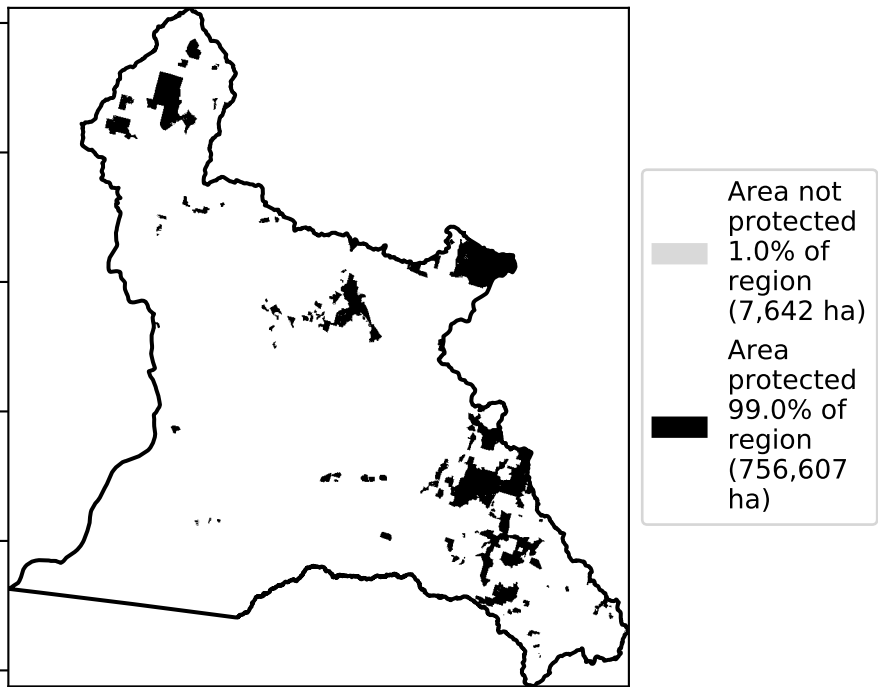 Area not
protected
1.0% of
region
(7,642 ha)
Area
protected
99.0% of
region
(756,607
ha)